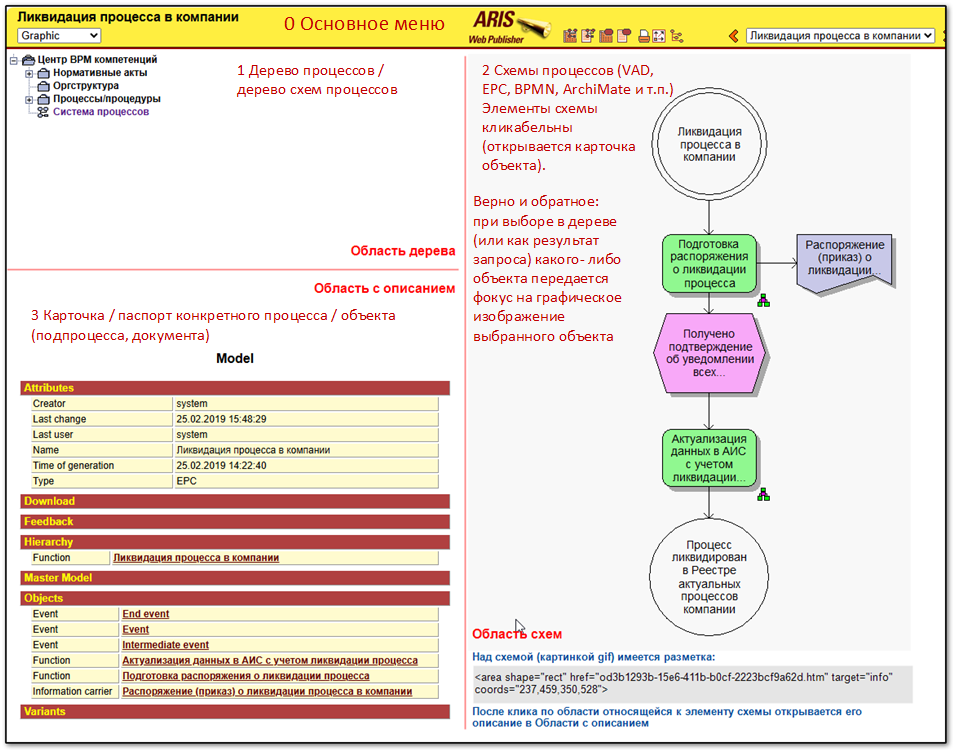 Ликвидация процесса в компании
Graphic
0 Основное меню
ARIS
Web Publisher
Ликвидация процесса в компании
Центр BPM компетенций
Нормативные акты
Оргструктура
Процессы/процедуры
Система процессов
1 Дерево процессов /
дерево схем процессов
Область дерева
Область с описанием
3 Карточка / паспорт конкретного процесса / объекта
(подпроцесса, документа)
Model
Attributes
Creator system
Last change 25.02.2019 15:48:29
Last user system
Name Ликвидация процесса в компании
Time of generation 25.02.2019 14:22:40
Type EPC
Download
Feedback
Hierarchy
Function Ликвидация процесса в компании
Master Model
Objects
Event End event
Event Event
Event Intermediate event
Function Актуализация данных в АИС с учетом ликвидации процесса
Function Подготовка распоряжения о ликвидации процесса
Information carrier Распоряжение (приказ) о ликвидации процесса в компании
Variants
2 Схемы процессов (VAD,
EPC, BPMN, ArchiMate и т.п.)
Элементы схемы
кликабельны
(открывается карточка
объекта).
Верно и обратное:
при выборе в дереве
(или как результат
запроса) какого- либо
объекта передается
фокус на графическое
изображение
выбранного объекта
Ликвидация
процесса в
компании
Подготовка
распоряжения
о ликвидации
процесса
Распоряжение
(приказ) о
ликвидации...
Получено
подтверждение
об уведомлении
всех...
Актуализация
данных в АИС
с учетом
ликвидации...
Процесс
ликвидирован
в Реестре
актуальных
процессов
компании
Область схем
Над схемой (картинкой gif) имеется разметка:
<area shape="rect" href="od3b1293b-15e6-411b-b0cf-2223bcf9a62d.htm" target="info"
coords="237,459,350,528">
После клика по области относящейся к элементу схемы открывается его
описание в Области с описанием